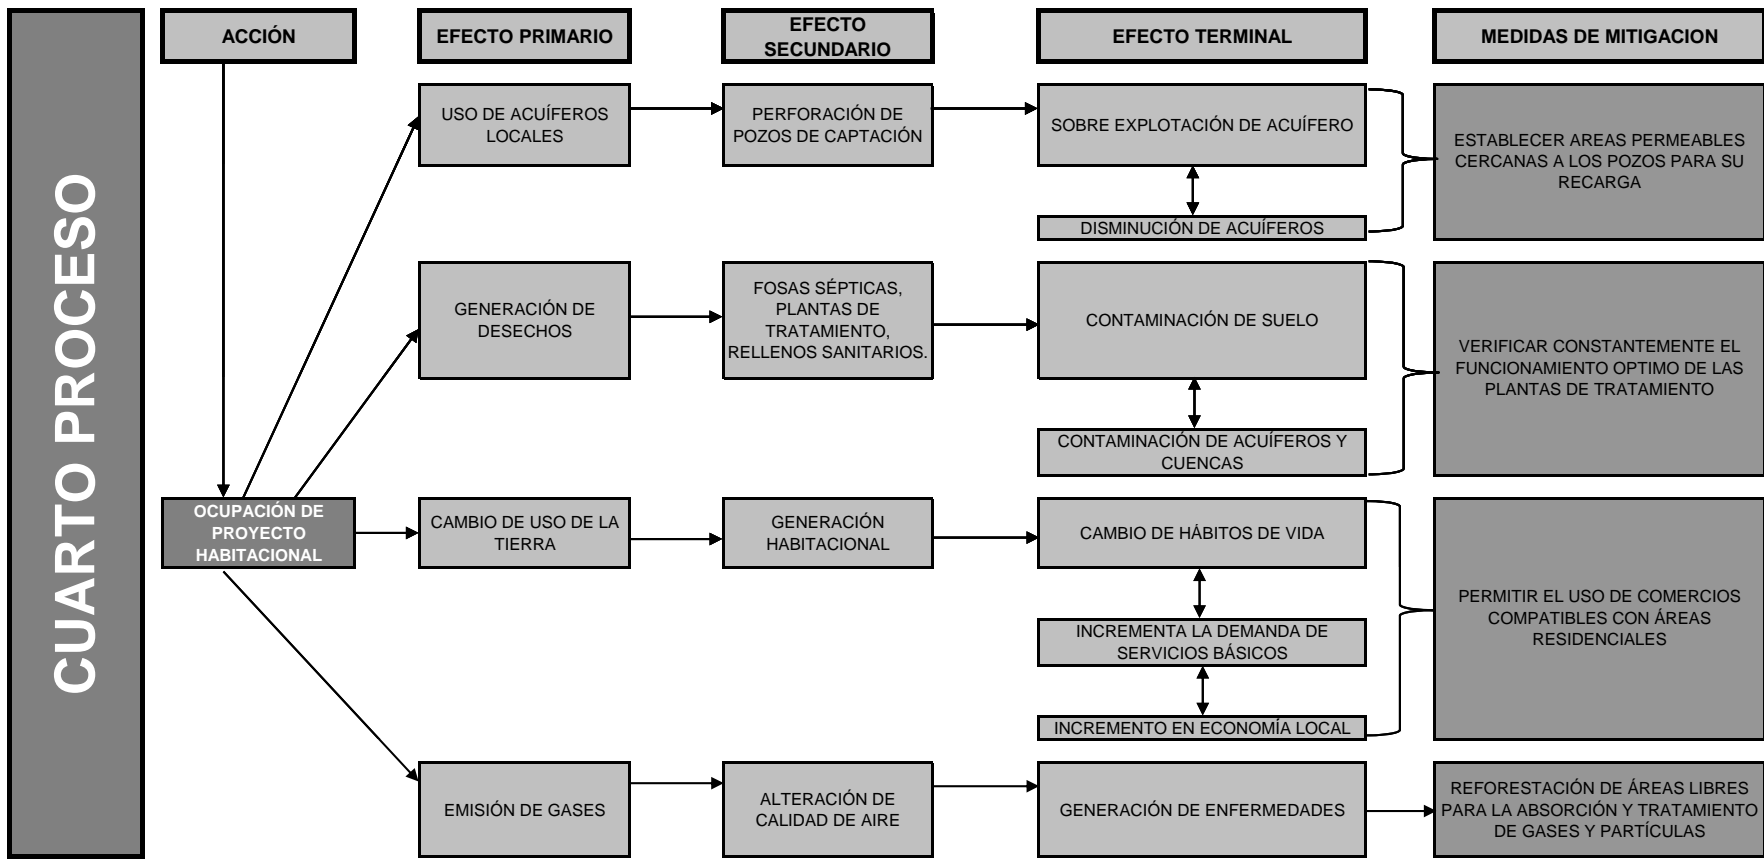 CUARTO PROCESO
ACCIÓN
EFECTO PRIMARIO
EFECTO
SECUNDARIO
EFECTO TERMINAL
MEDIDAS DE MITIGACION
USO DE ACUÍFEROS
LOCALES
PERFORACIÓN DE
POZOS DE CAPTACIÓN
SOBRE EXPLOTACIÓN DE ACUÍFERO
DISMINUCIÓN DE ACUÍFEROS
ESTABLECER AREAS PERMEABLES
CERCANAS A LOS POZOS PARA SU
RECARGA
GENERACIÓN DE
DESECHOS
FOSAS SÉPTICAS,
PLANTAS DE
TRATAMIENTO,
RELLENOS SANITARIOS.
CONTAMINACIÓN DE SUELO
CONTAMINACIÓN DE ACUÍFEROS Y
CUENCAS
VERIFICAR CONSTANTEMENTE EL
FUNCIONAMIENTO OPTIMO DE LAS
PLANTAS DE TRATAMIENTO
OCUPACIÓN DE
PROYECTO
HABITACIONAL
CAMBIO DE USO DE LA
TIERRA
GENERACIÓN
HABITACIONAL
CAMBIO DE HÁBITOS DE VIDA
INCREMENTA LA DEMANDA DE
SERVICIOS BÁSICOS
INCREMENTO EN ECONOMÍA LOCAL
PERMITIR EL USO DE COMERCIOS
COMPATIBLES CON ÁREAS
RESIDENCIALES
EMISIÓN DE GASES
ALTERACIÓN DE
CALIDAD DE AIRE
GENERACIÓN DE ENFERMEDADES
REFORESTACIÓN DE ÁREAS LIBRES
PARA LA ABSORCIÓN Y TRATAMIENTO
DE GASES Y PARTÍCULAS